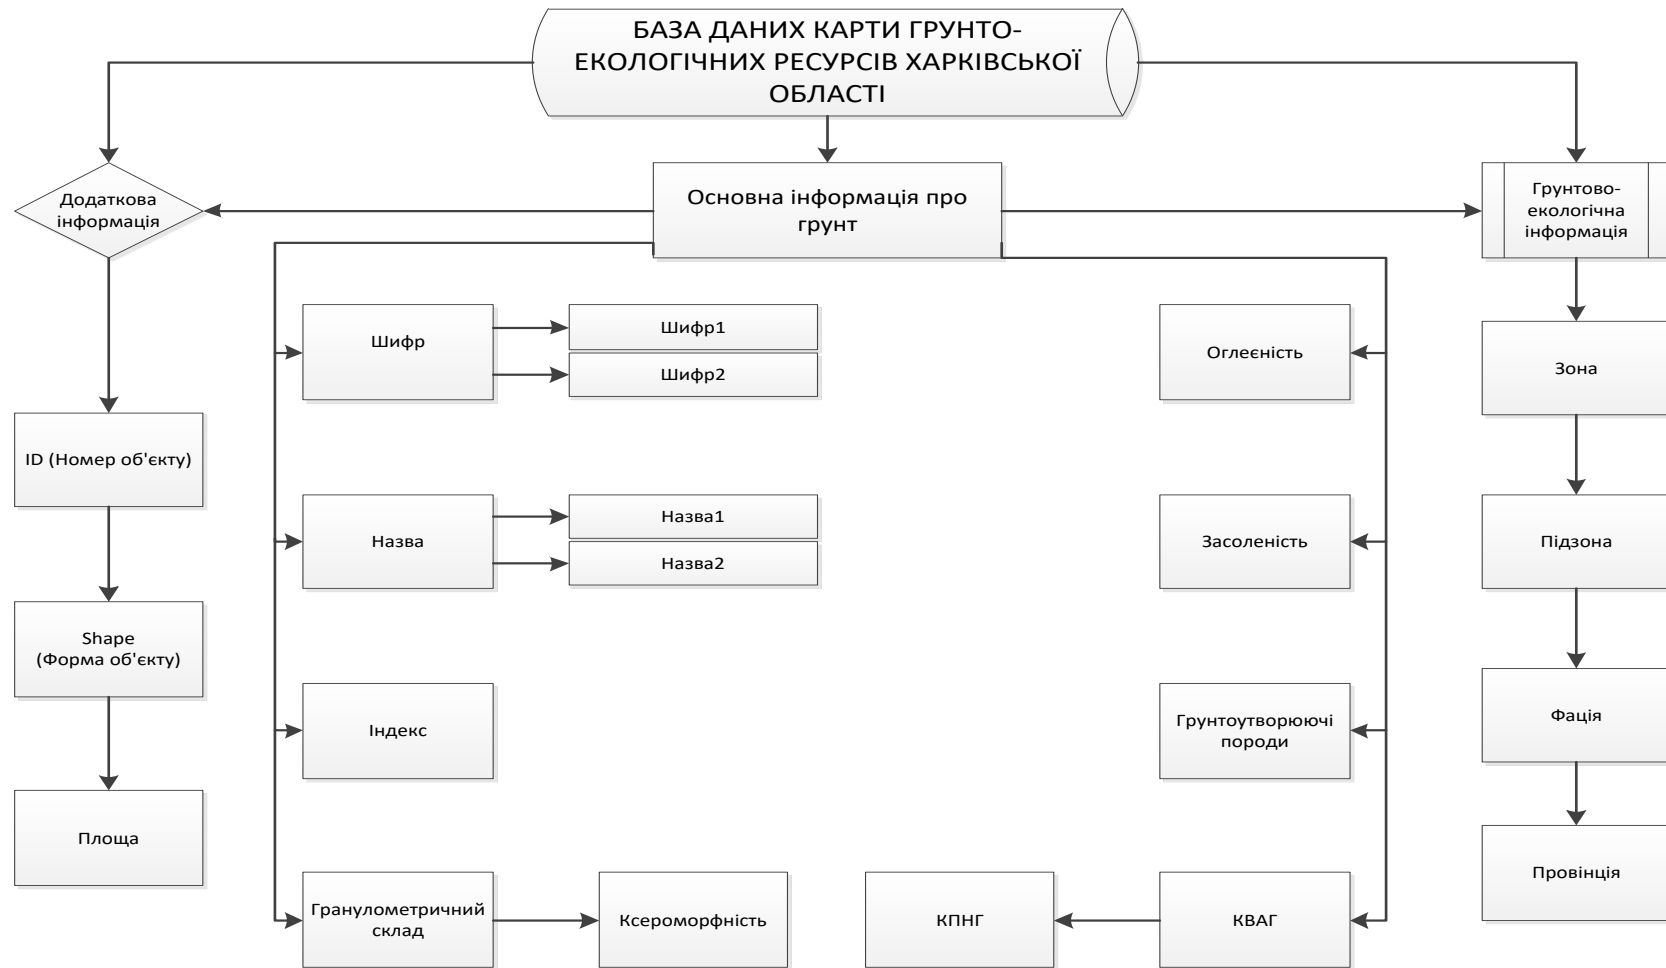 БАЗА ДАНИХ КАРТИ ГРУНТО-
ЕКОЛОГІЧНИХ РЕСУРСІВ ХАРКІВСЬКОЇ
ОБЛАСТІ
Додаткова
інформація
Основна інформація про
грунт
Грунтово-
екологічна
інформація
Шифр
Шифр1
Шифр2
Оглеєність
Зона
ID (Номер об'єкту)
Назва
Назва1
Назва2
Засоленість
Підзона
Shape
(Форма об'єкту)
Індекс
Грунтоутворюючі
породи
Фація
Площа
Гранулометричний
склад
Ксероморфність
КПНГ
КВАГ
Провінція